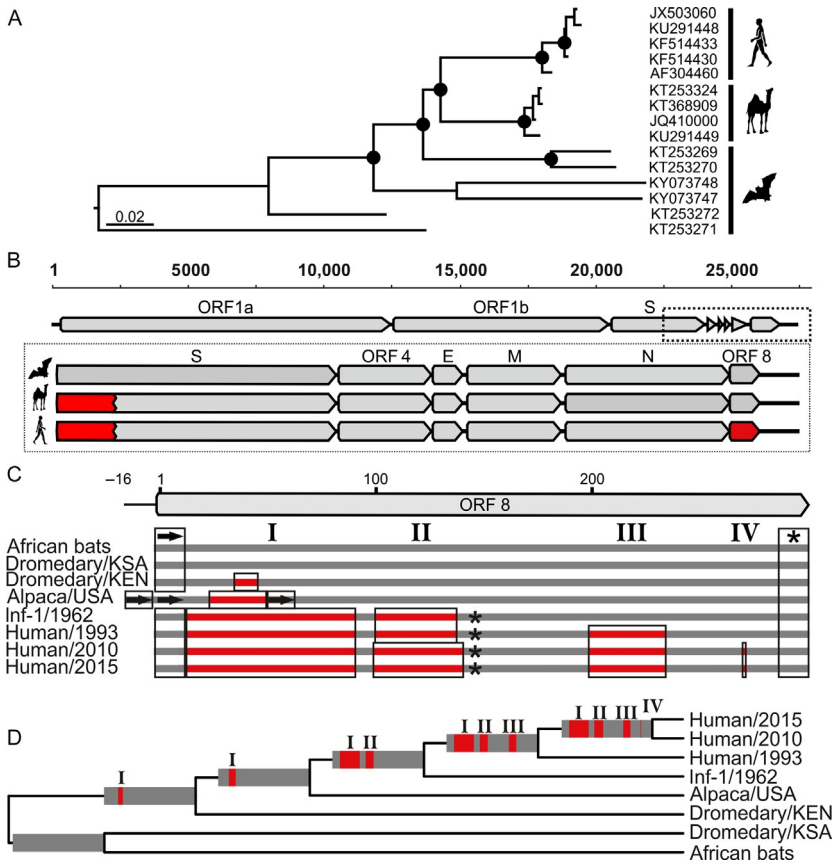 A
JX503060
KU291448
KF514433
KF514430
AF304460
KT253324
KT368909
JQ410000
KU291449
KT253269
KT253270
KY073748
KY073747
KT253272
KT253271
0.02
B
1 5000 10,000 15,000 20,000 25,000
ORF1a ORF1b S
S ORF 4 E M N ORF 8
C
–16 1 100 200
ORF 8
I II III IV *
African bats
Dromedary/KSA
Dromedary/KEN
Alpaca/USA
Inf-1/1962 *
Human/1993 *
Human/2010 *
Human/2015 *
D
I II III IV
Human/2015
I II III
Human/2010
I II
Human/1993
I
Inf-1/1962
I
Alpaca/USA
Dromedary/KEN
Dromedary/KSA
African bats